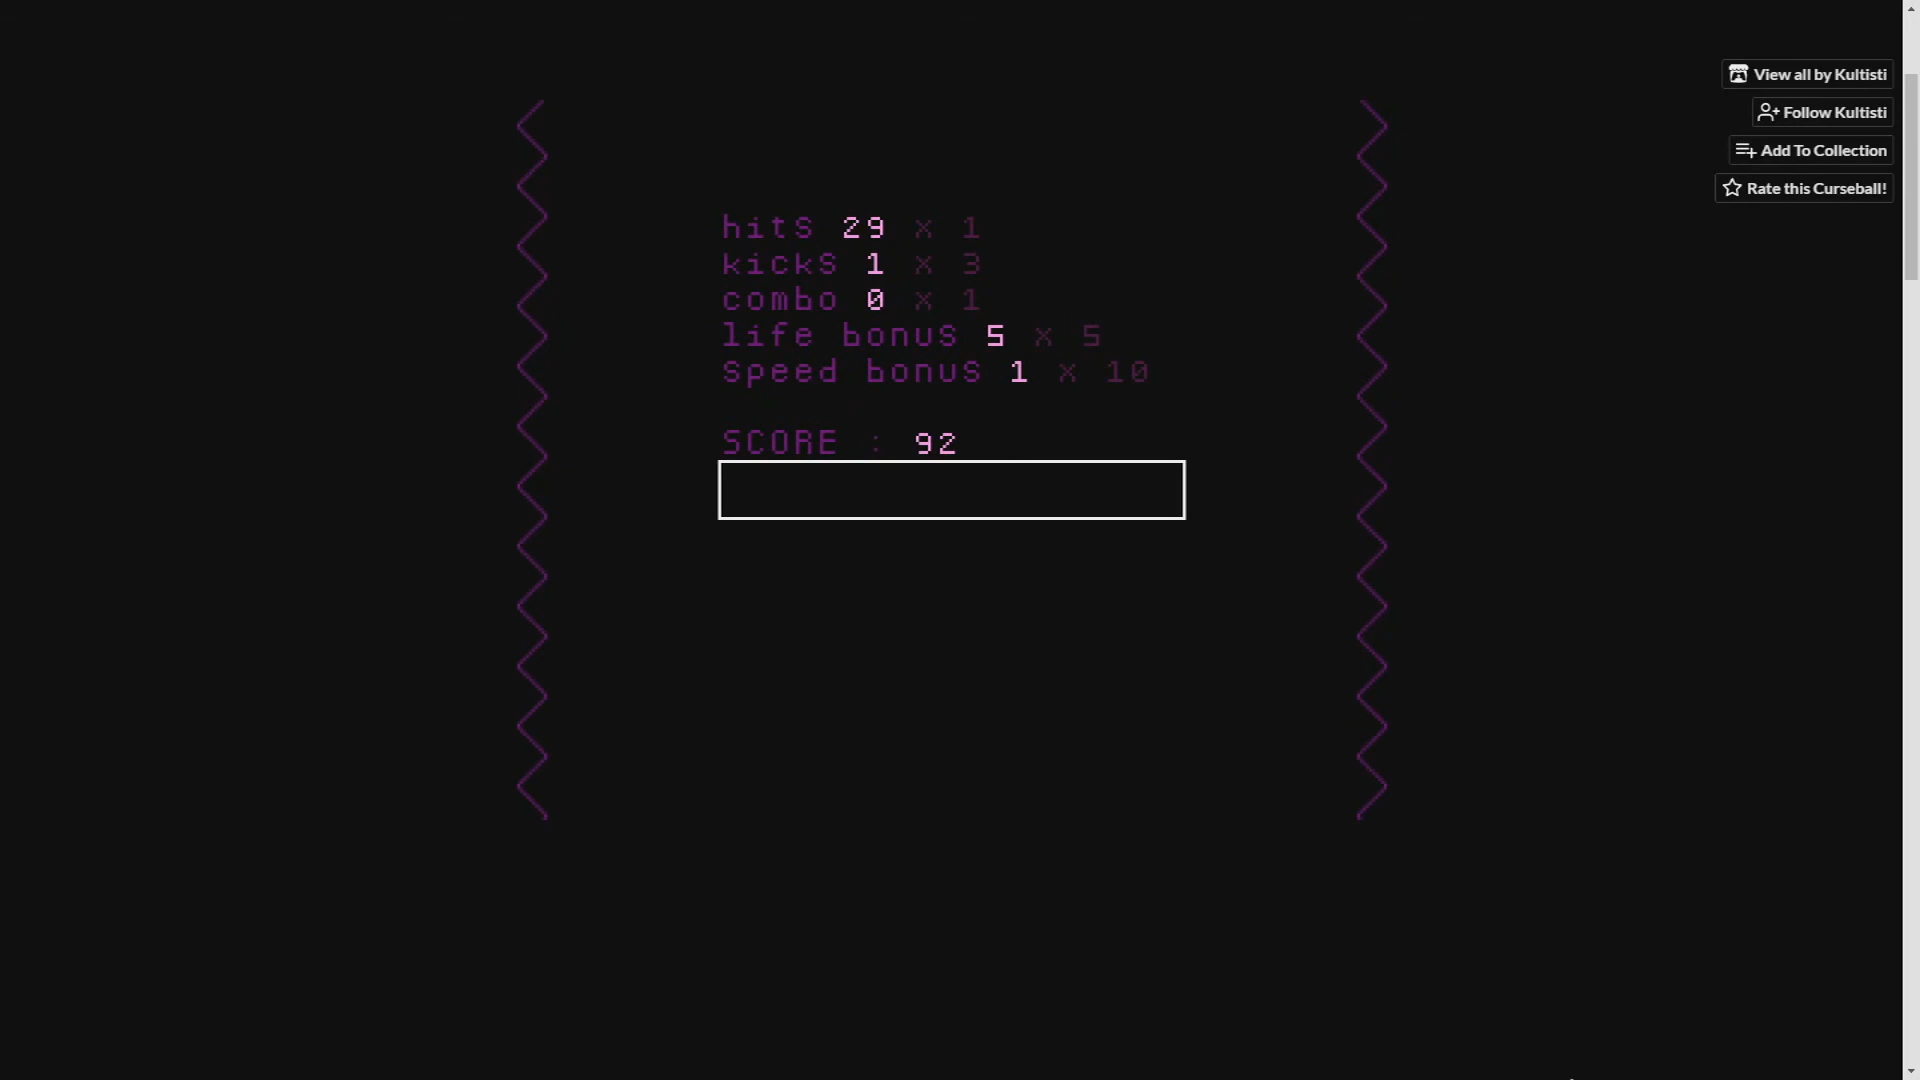 View all by Kultisti
Follow Kultisti
Add To Collection
Rate this Curseball!
hitS 29 x 1
kickS 1 x 3
combo 0 x 1
life bonuS 5 x 5
Speed bonuS 1 x 10
SCORE : 92